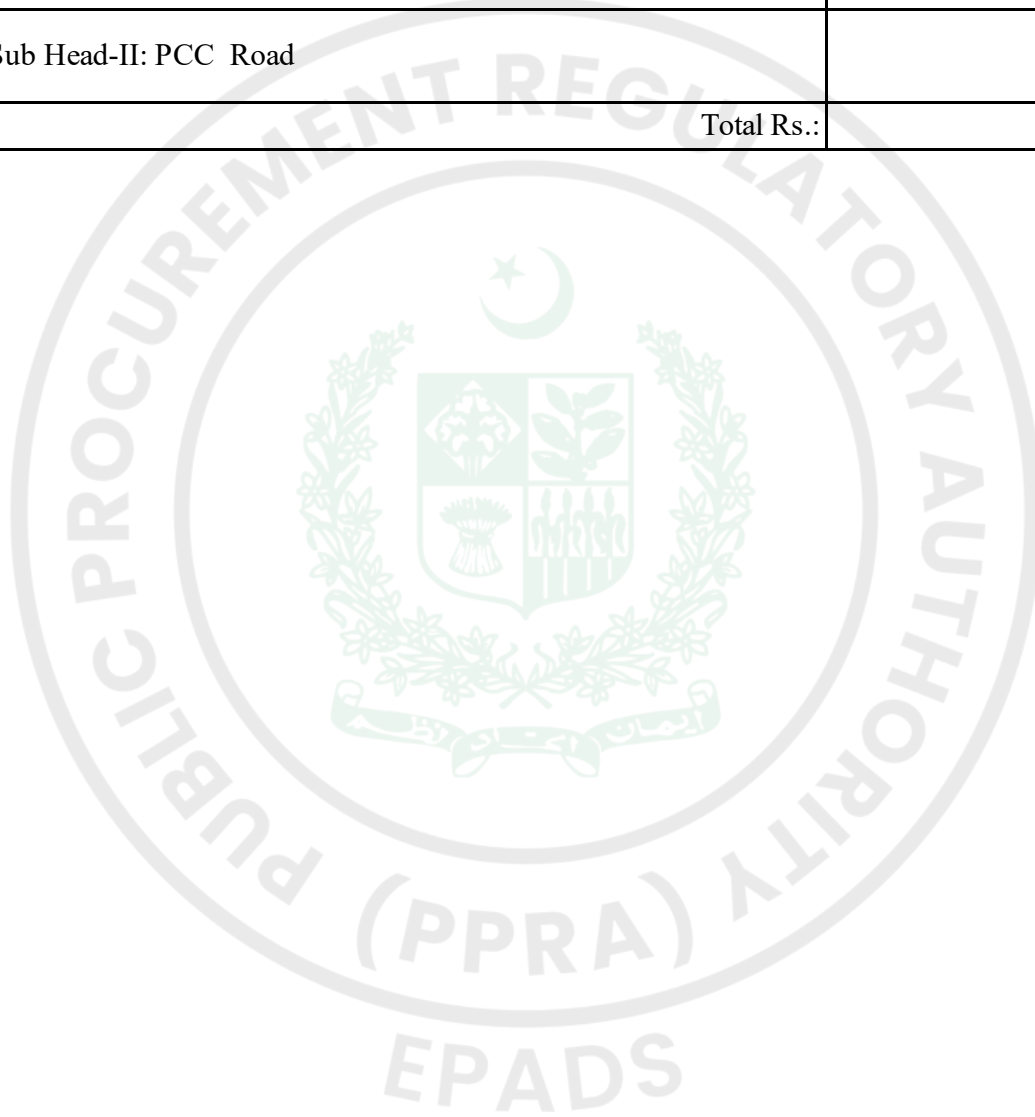 Sub Head-II: PCC Road
Total Rs.:
PUBLIC PROCUREMENT REGULATORY AUTHORITY
(PPRA)
EPADS